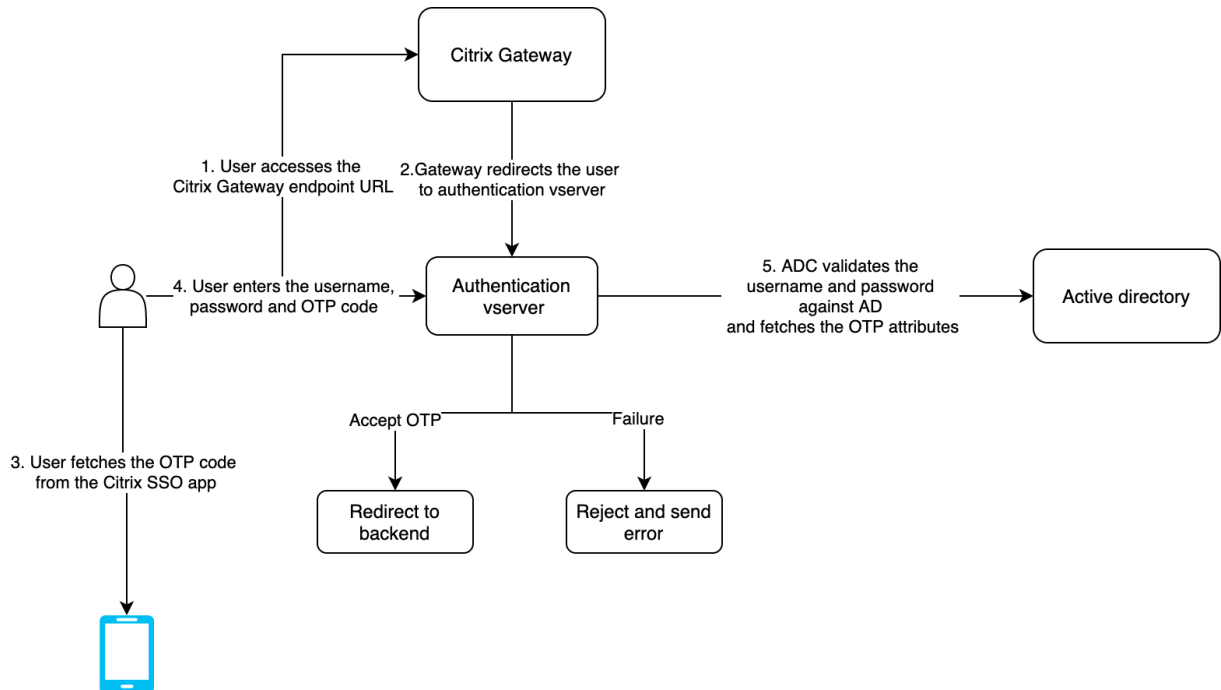 Citrix Gateway
1. User accesses the
Citrix Gateway endpoint URL
2.Gateway redirects the user
to authentication vserver
4. User enters the username,
password and OTP code
Authentication
vserver
5. ADC validates the
username and password
against AD
and fetches the OTP attributes
Active directory
Accept OTP
Failure
3. User fetches the OTP code
from the Citrix SSO app
Redirect to
backend
Reject and send
error